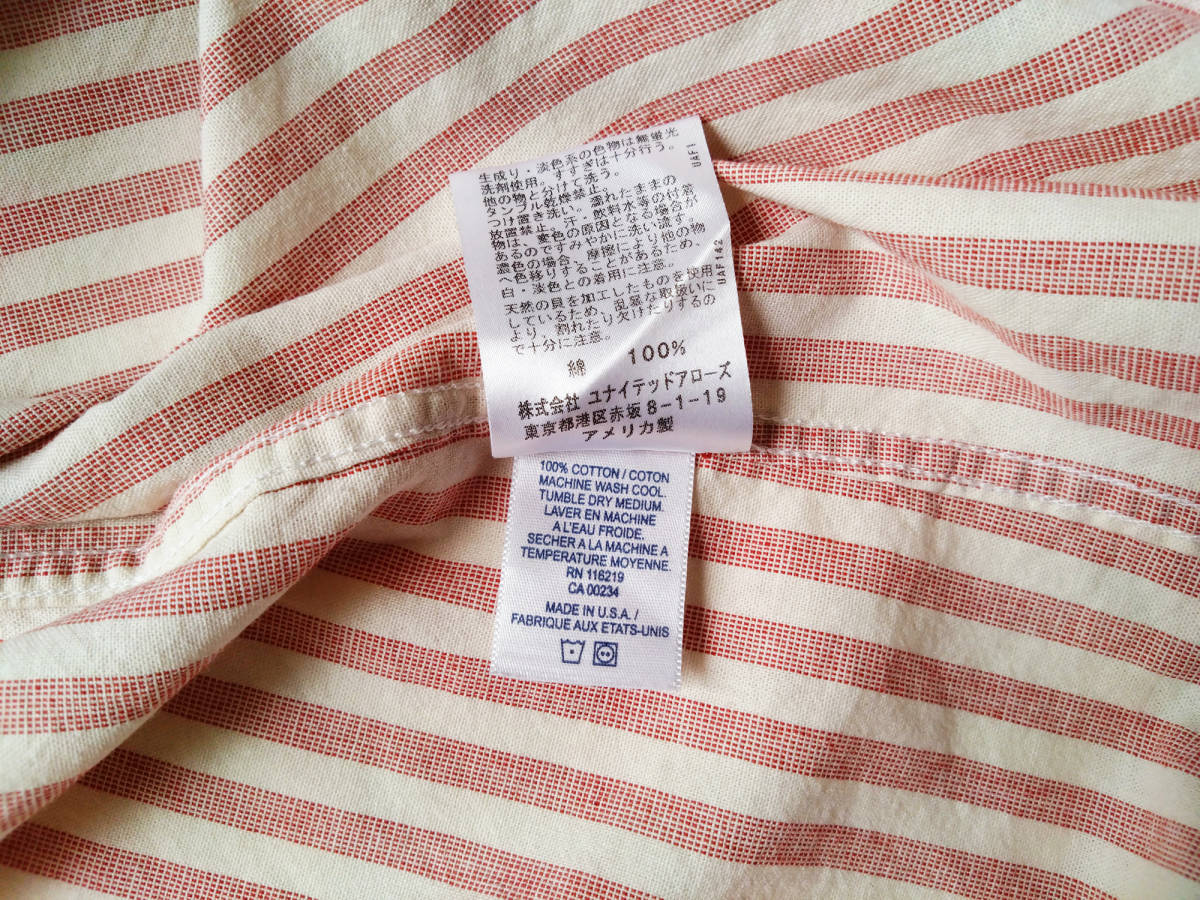 生成り・淡色系の色物は無蛍光
洗剤使用。すすぎは十分行う。
他の物と分けて洗う。
タンブル乾燥禁止。
つけ置き洗い。濡れたままの
放置禁止、汗、飲料水等の付着
物は、変色の原因となる場合が
あるのですみやかに洗い流す。
濃色の場合、摩擦により他の物
へ色移りすることがあるため、
白・淡色との着用に注意。
天然の貝を加工したものを使用
しているため、乱暴な取扱いに
より、割れたり欠けたりするの
で十分に注意。
UAF1
UAF142
綿 100%
株式会社 ユナイテッドアローズ
東京都港区赤坂8-1-19
アメリカ製
100% COTTON / COTON
MACHINE WASH COOL.
TUMBLE DRY MEDIUM.
LAVER EN MACHINE
A L'EAU FROIDE.
SECHER A LA MACHINE A
TEMPERATURE MOYENNE.
RN 116219
CA 00234
MADE IN U.S.A. /
FABRIQUE AUX ETATS-UNIS